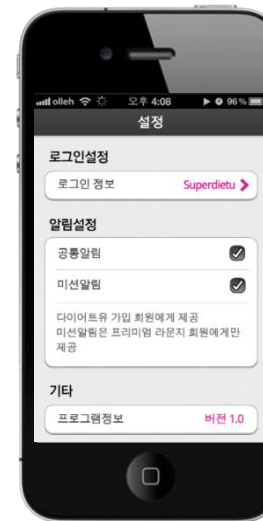 olleh 오후 4:08 96%
설정
로그인설정
로그인 정보 Superdietu
알림설정
공통알림
미션알림
다이어트유 가입 회원에게 제공
미션알림은 프리미엄 라운지 회원에게만
제공
기타
프로그램정보 버전 1.0